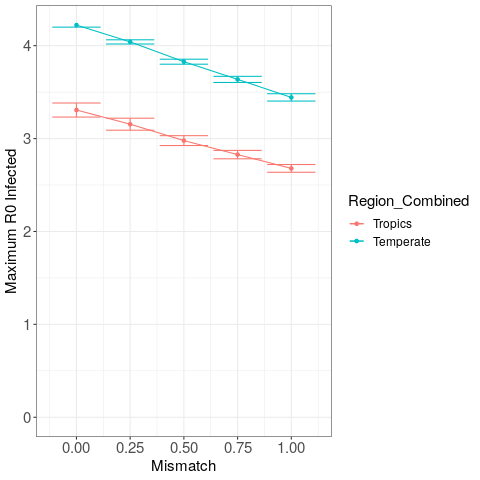 Maximum R0 Infected
4
3
2
1
0
0.00 0.25 0.50 0.75 1.00
Mismatch
Region_Combined
Tropics
Temperate